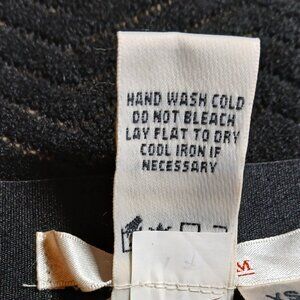 HAND WASH COLD
DO NOT BLEACH
LAY FLAT TO DRY
COOL IRON IF
NECESSARY
M